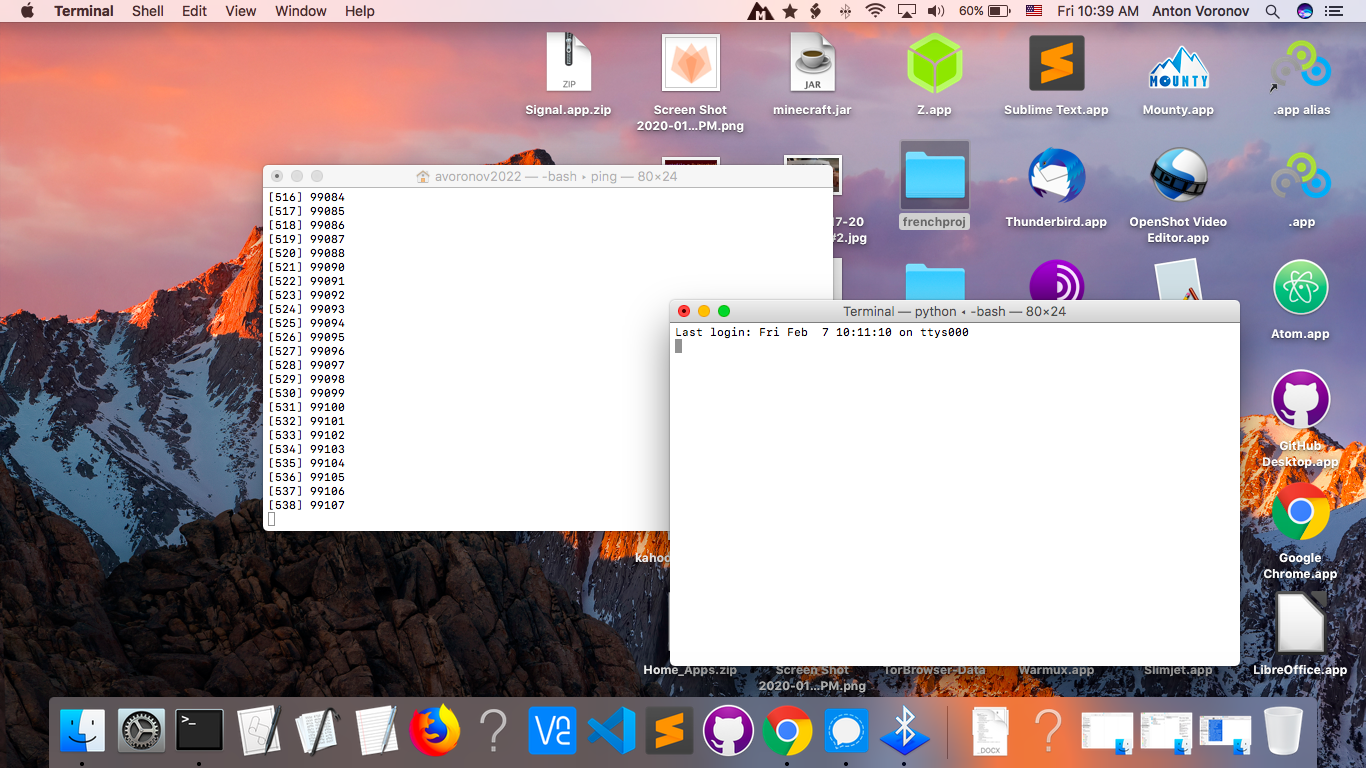 Terminal Shell Edit View Window Help
60% Fri 10:39 AM Anton Voronov
ZIP
JAR
Signal.app.zip
Screen Shot
2020-01...PM.png
minecraft.jar
Z.app
Sublime Text.app
MOUNTY
Mounty.app
.app alias
17-20
#2.jpg
frenchproj
Thunderbird.app
OpenShot Video
Editor.app
.app
avoronov2022 — -bash ‣ ping — 80×24
[516] 99084
[517] 99085
[518] 99086
[519] 99087
[520] 99088
[521] 99090
[522] 99091
[523] 99092
[524] 99093
[525] 99094
[526] 99095
[527] 99096
[528] 99097
[529] 99098
[530] 99099
[531] 99100
[532] 99101
[533] 99102
[534] 99103
[535] 99104
[536] 99105
[537] 99106
[538] 99107
Terminal — python ◂ -bash — 80×24
Last login: Fri Feb  7 10:11:10 on ttys000
Atom.app
GitHub
Desktop.app
Google
Chrome.app
kahoo
Home_Apps.zip
Screen Shot
2020-01...PM.png
TorBrowser-Data
Warmux.app
Slimjet.app
LibreOffice.app
>_
DOCX